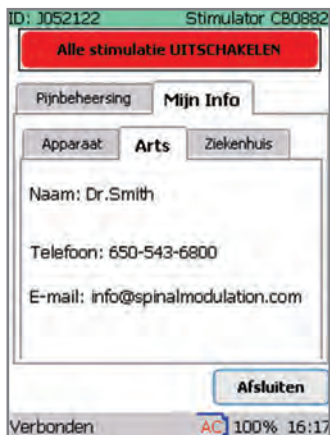 ID: J052122 Stimulator CB0882
Alle stimulatie UITSCHAKELEN
Pijnbeheersing Mijn Info
Apparaat Arts Ziekenhuis
Naam: Dr.Smith
Telefoon: 650-543-6800
E-mail: info@spinalmodulation.com
Afsluiten
Verbonden AC 100% 16:17